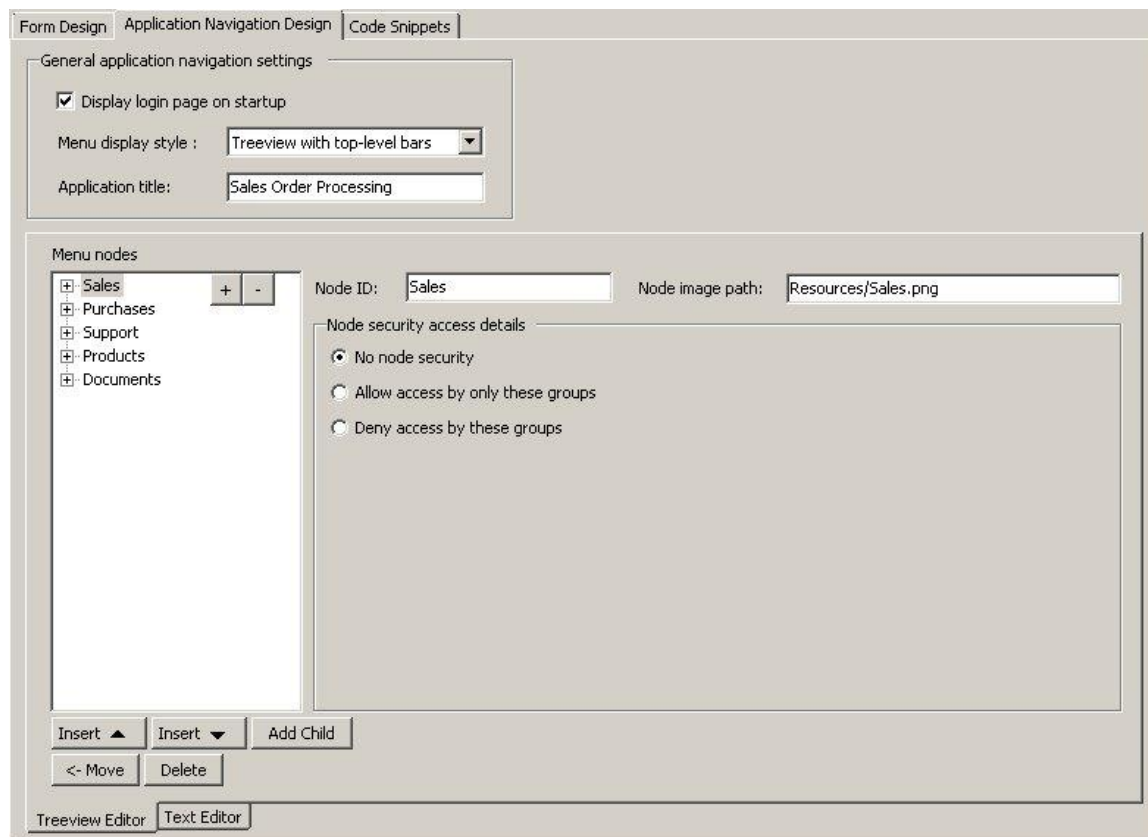 Form Design Application Navigation Design Code Snippets
General application navigation settings
Display login page on startup
Menu display style : Treeview with top-level bars
Application title: Sales Order Processing
Menu nodes
Sales + -
Purchases
Support
Products
Documents
Node ID: Sales Node image path: Resources/Sales.png
Node security access details
No node security
Allow access by only these groups
Deny access by these groups
Insert ▲ Insert ▼ Add Child
<- Move Delete
Treeview Editor Text Editor